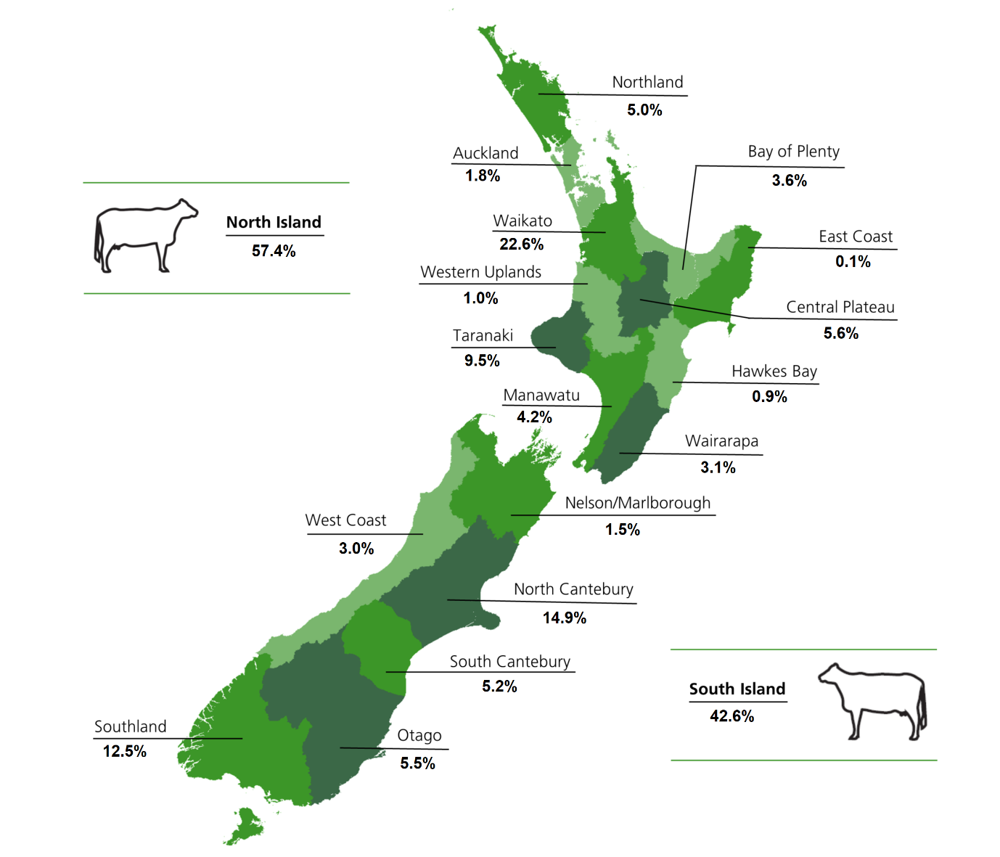 Northland
5.0%
Auckland
1.8%
Bay of Plenty
3.6%
North Island
57.4%
Waikato
22.6%
East Coast
0.1%
Western Uplands
1.0%
Central Plateau
5.6%
Taranaki
9.5%
Hawkes Bay
0.9%
Manawatu
4.2%
Wairarapa
3.1%
Nelson/Marlborough
1.5%
West Coast
3.0%
North Cantebury
14.9%
South Cantebury
5.2%
South Island
42.6%
Southland
12.5%
Otago
5.5%